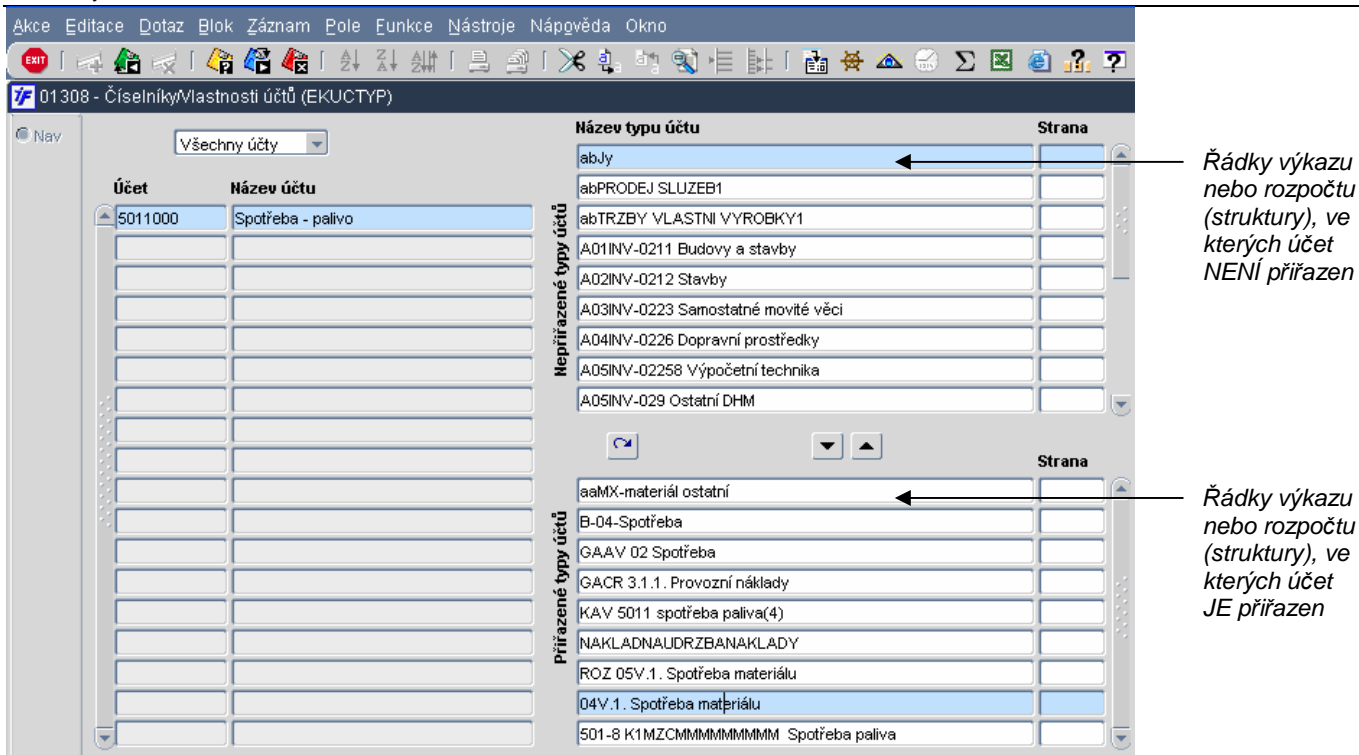 Akce Editace Dotaz Blok Záznam Pole Funkce Nástroje Nápověda Okno
EXIT
01308 - Číselníky/Vlastnosti účtů (EKUCTYP)
Nav
Všechny účty
Účet Název účtu
5011000 Spotřeba - palivo
Název typu účtu Strana
Nepřiřazené typy účtů
abJy
abPRODEJ SLUZEB1
abTRZBY VLASTNI VYROBKY1
A01INV-0211 Budovy a stavby
A02INV-0212 Stavby
A03INV-0223 Samostatné movité věci
A04INV-0226 Dopravní prostředky
A05INV-02258 Výpočetní technika
A05INV-029 Ostatní DHM
Strana
Přiřazené typy účtů
aaMX-materiál ostatní
B-04-Spotřeba
GAAV 02 Spotřeba
GACR 3.1.1. Provozní náklady
KAV 5011 spotřeba paliva(4)
NAKLADNAUDRZBANAKLADY
ROZ 05V.1. Spotřeba materiálu
04V.1. Spotřeba materiálu
501-8 K1MZCMMMMMMMMM Spotřeba paliva
Řádky výkazu
nebo rozpočtu
(struktury), ve
kterých účet
NENÍ přiřazen
Řádky výkazu
nebo rozpočtu
(struktury), ve
kterých účet
JE přiřazen